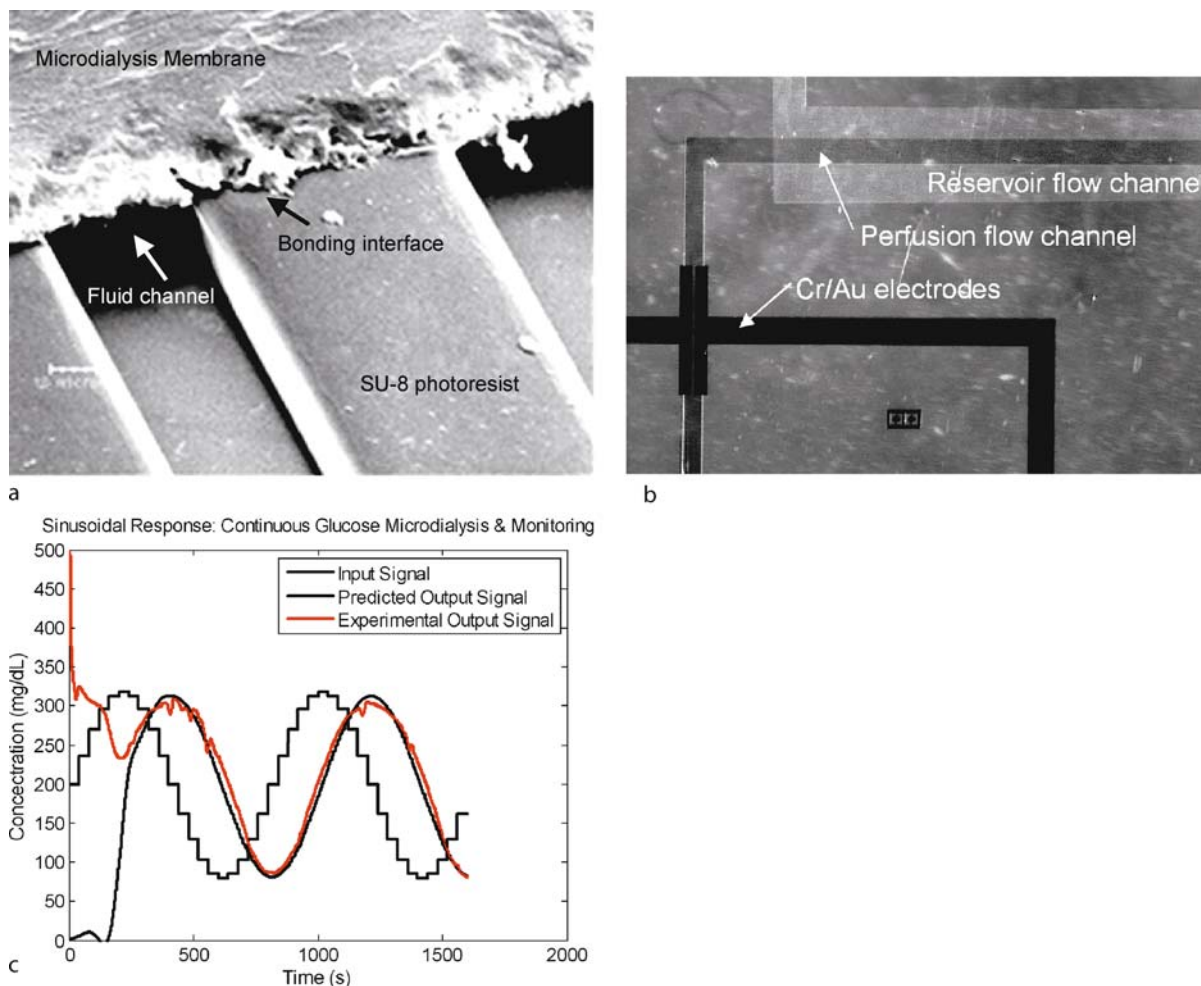 Microdialysis Membrane
Bonding interface
Fluid channel
SU-8 photoresist
a
Reservoir flow channel
Perfusion flow channel
Cr/Au electrodes
b
Sinusoidal Response: Continuous Glucose Microdialysis & Monitoring
500
450
400
350
300
250
200
150
100
50
0
Concectration (mg/dL)
Input Signal
Predicted Output Signal
Experimental Output Signal
0
500
1000
1500
2000
Time (s)
c